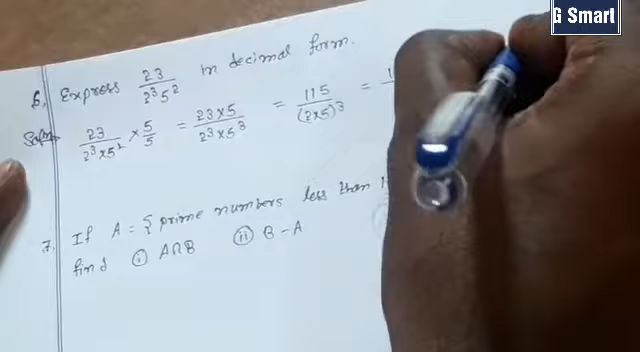 G Smart
6. Express 23/2³5² in decimal form.
Soln 23/2³×5² × 5/5 = 23×5/2³×5³ = 115/(2×5)³ =
7. If A = { prime numbers less than
find (i) A∩B (ii) B-A